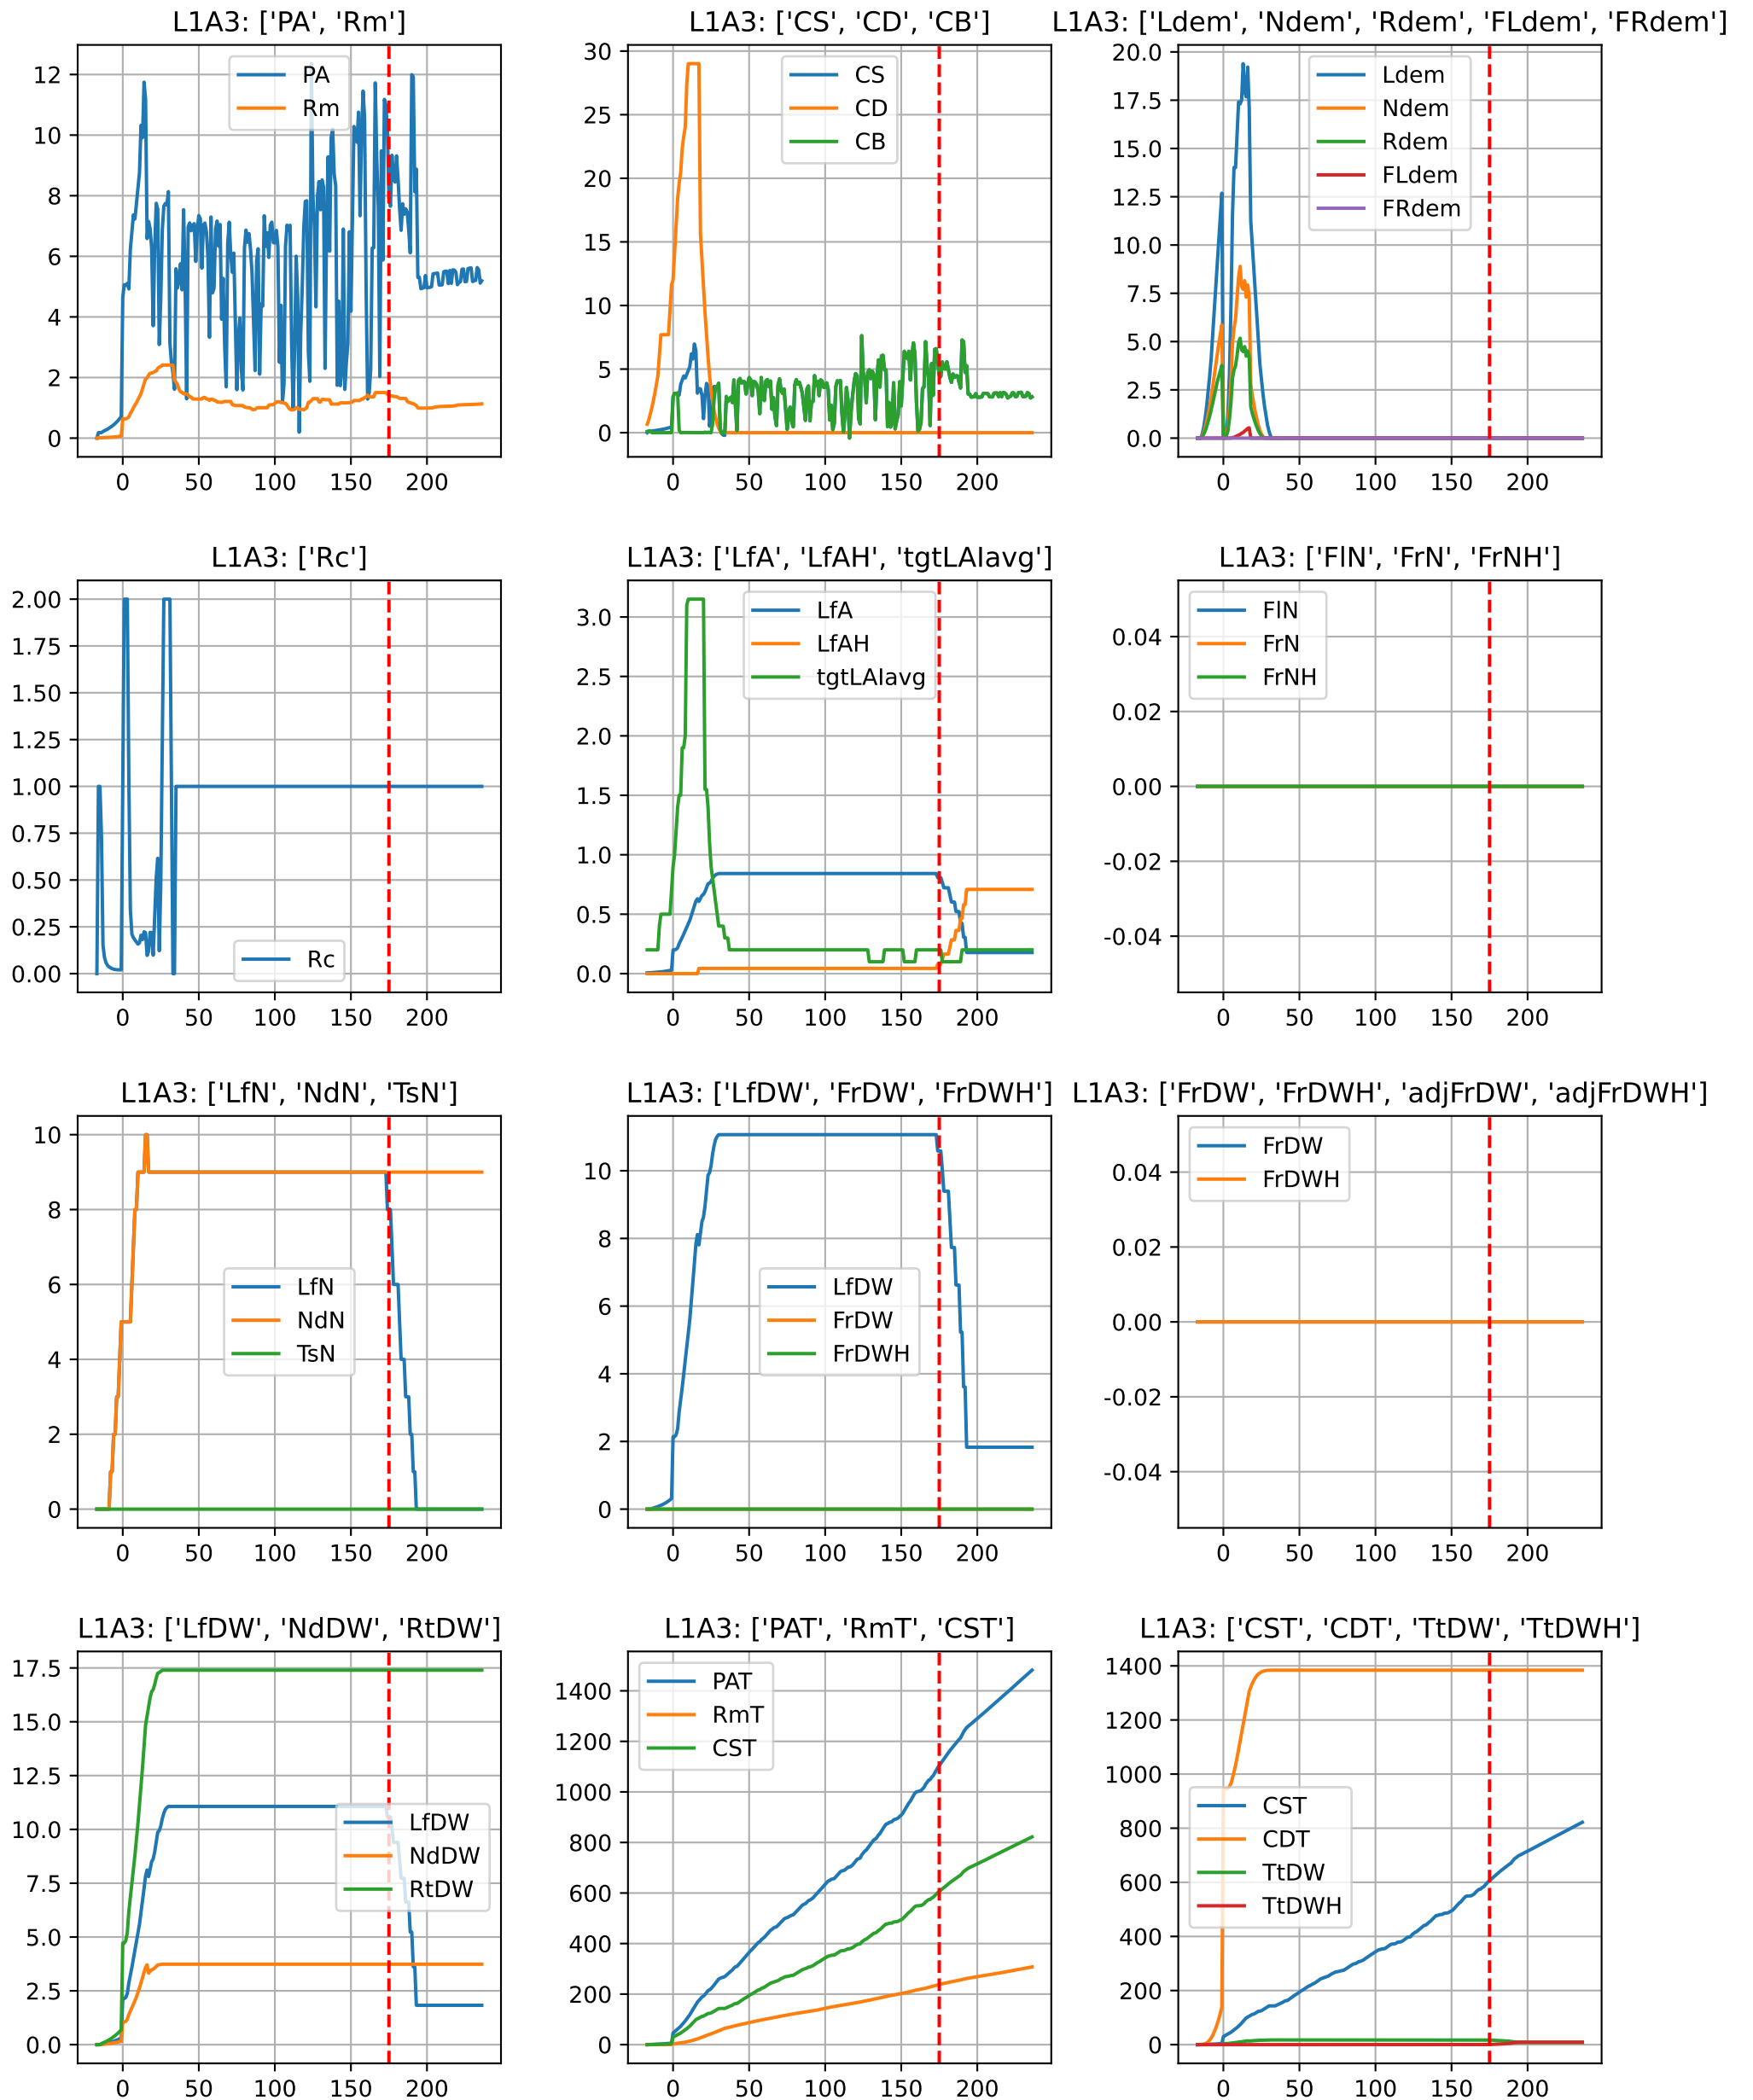 L1A3: ['PA', 'Rm']
PA
Rm
12
10
8
6
4
2
0
0 50 100 150 200
L1A3: ['CS', 'CD', 'CB']
CS
CD
CB
30
25
20
15
10
5
0
0 50 100 150 200
L1A3: ['Ldem', 'Ndem', 'Rdem', 'FLdem', 'FRdem']
Ldem
Ndem
Rdem
FLdem
FRdem
20.0
17.5
15.0
12.5
10.0
7.5
5.0
2.5
0.0
0 50 100 150 200
L1A3: ['Rc']
2.00
1.75
1.50
1.25
1.00
0.75
0.50
0.25
0.00
Rc
0 50 100 150 200
L1A3: ['LfA', 'LfAH', 'tgtLAIavg']
LfA
LfAH
tgtLAIavg
3.0
2.5
2.0
1.5
1.0
0.5
0.0
0 50 100 150 200
L1A3: ['FlN', 'FrN', 'FrNH']
FlN
FrN
FrNH
0.04
0.02
0.00
-0.02
-0.04
0 50 100 150 200
L1A3: ['LfN', 'NdN', 'TsN']
10
8
6
4
2
0
LfN
NdN
TsN
0 50 100 150 200
L1A3: ['LfDW', 'FrDW', 'FrDWH']
10
8
6
4
2
0
LfDW
FrDW
FrDWH
0 50 100 150 200
L1A3: ['FrDW', 'FrDWH', 'adjFrDW', 'adjFrDWH']
FrDW
FrDWH
0.04
0.02
0.00
-0.02
-0.04
0 50 100 150 200
L1A3: ['LfDW', 'NdDW', 'RtDW']
17.5
15.0
12.5
10.0
7.5
5.0
2.5
0.0
LfDW
NdDW
RtDW
0 50 100 150 200
L1A3: ['PAT', 'RmT', 'CST']
PAT
RmT
CST
1400
1200
1000
800
600
400
200
0
0 50 100 150 200
L1A3: ['CST', 'CDT', 'TtDW', 'TtDWH']
1400
1200
1000
800
600
400
200
0
CST
CDT
TtDW
TtDWH
0 50 100 150 200